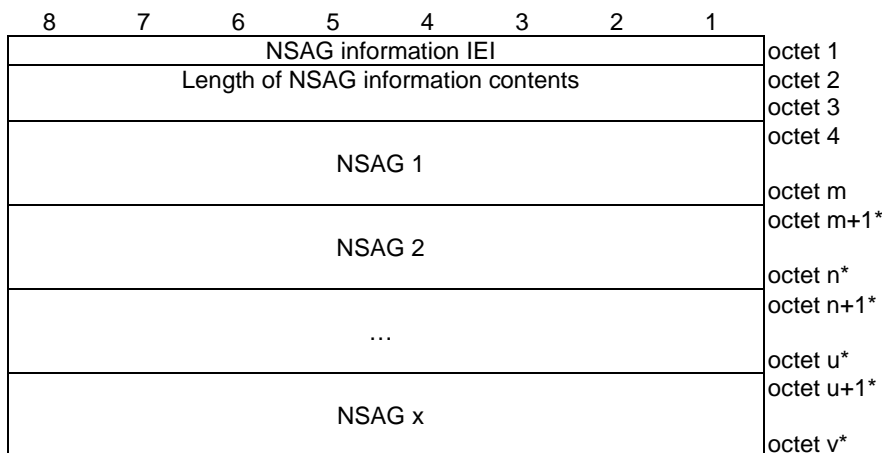 8 7 6 5 4 3 2 1
NSAG information IEI octet 1
Length of NSAG information contents octet 2
octet 3
octet 4
NSAG 1
octet m
octet m+1*
NSAG 2
octet n*
octet n+1*
…
octet u*
octet u+1*
NSAG x
octet v*